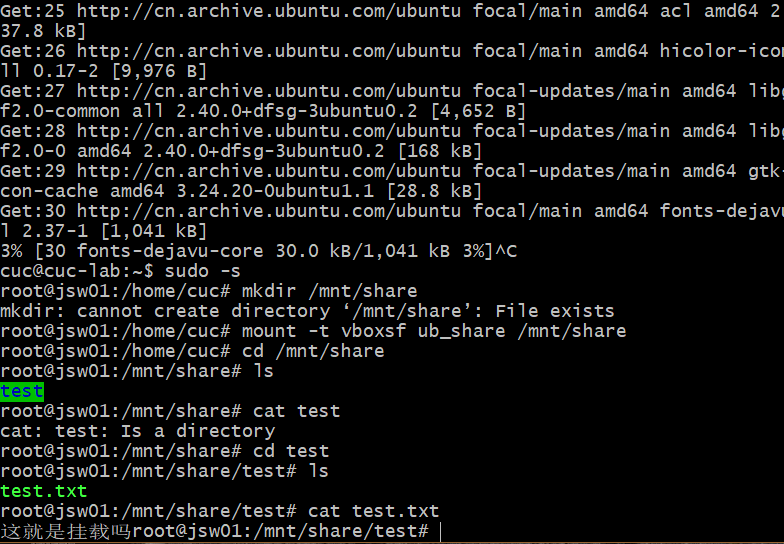 Get:25 http://cn.archive.ubuntu.com/ubuntu focal/main amd64 acl amd64 2
37.8 kB]
Get:26 http://cn.archive.ubuntu.com/ubuntu focal/main amd64 hicolor-icon
ll 0.17-2 [9,976 B]
Get:27 http://cn.archive.ubuntu.com/ubuntu focal-updates/main amd64 libg
f2.0-common all 2.40.0+dfsg-3ubuntu0.2 [4,652 B]
Get:28 http://cn.archive.ubuntu.com/ubuntu focal-updates/main amd64 libg
f2.0-0 amd64 2.40.0+dfsg-3ubuntu0.2 [168 kB]
Get:29 http://cn.archive.ubuntu.com/ubuntu focal-updates/main amd64 gtk-
con-cache amd64 3.24.20-0ubuntu1.1 [28.8 kB]
Get:30 http://cn.archive.ubuntu.com/ubuntu focal/main amd64 fonts-dejavu
l 2.37-1 [1,041 kB]
3% [30 fonts-dejavu-core 30.0 kB/1,041 kB 3%]^C
cuc@cuc-lab:~$ sudo -s
root@jsw01:/home/cuc# mkdir /mnt/share
mkdir: cannot create directory ‘/mnt/share’: File exists
root@jsw01:/home/cuc# mount -t vboxsf ub_share /mnt/share
root@jsw01:/home/cuc# cd /mnt/share
root@jsw01:/mnt/share# ls
test
root@jsw01:/mnt/share# cat test
cat: test: Is a directory
root@jsw01:/mnt/share# cd test
root@jsw01:/mnt/share/test# ls
test.txt
root@jsw01:/mnt/share/test# cat test.txt
这就是挂载吗root@jsw01:/mnt/share/test#